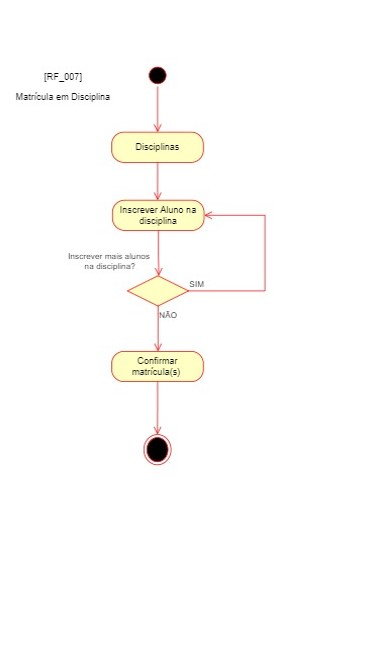 [RF_007]
Matrícula em Disciplina
Disciplinas
Inscrever Aluno na
disciplina
Inscrever mais alunos
na disciplina?
SIM
NÃO
Confirmar
matrícula(s)